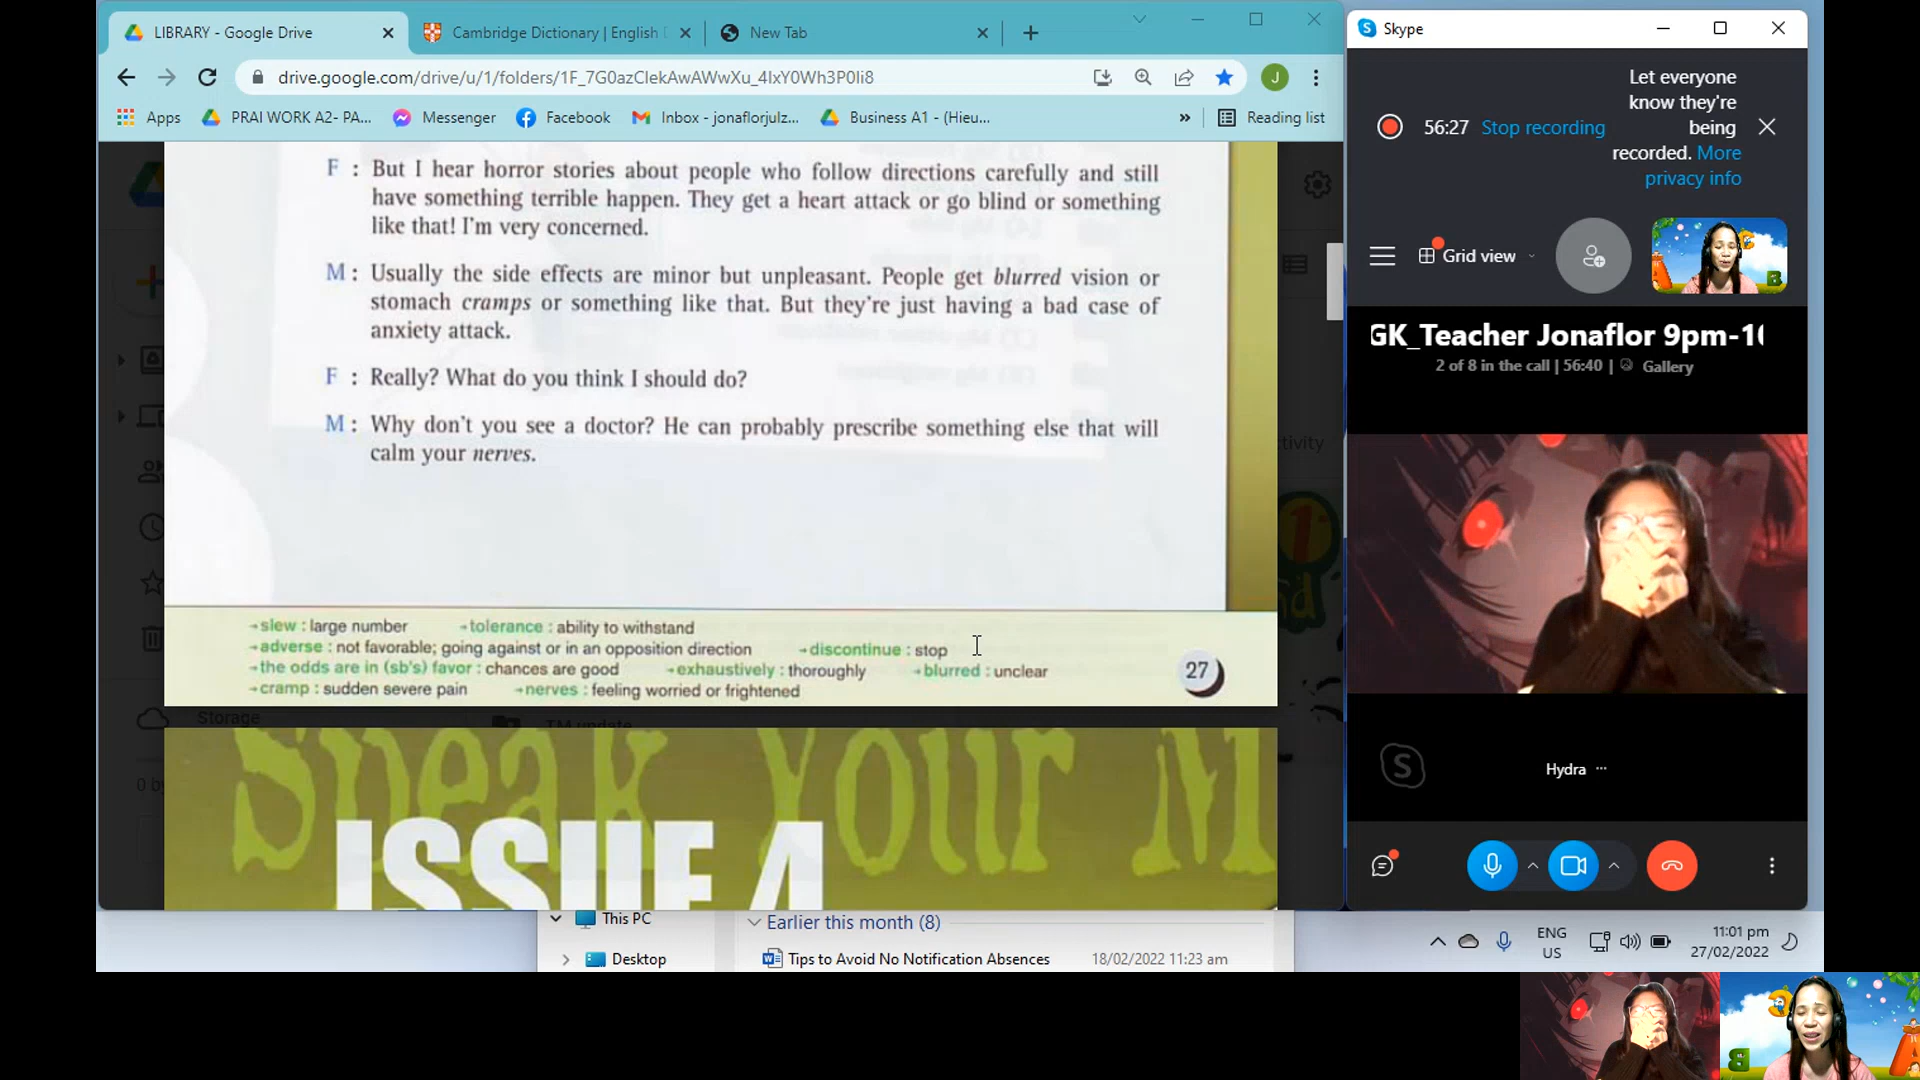 LIBRARY - Google Drive
Cambridge Dictionary | English
New Tab
drive.google.com/drive/u/1/folders/1F_7G0azClekAwAWwXu_4lxY0Wh3P0li8
Apps
PRAI WORK A2- PA...
Messenger
Facebook
Inbox - jonaflorjulz...
Business A1 - (Hieu...
»
Reading list
J
F : But I hear horror stories about people who follow directions carefully and still
have something terrible happen. They get a heart attack or go blind or something
like that! I'm very concerned.
M : Usually the side effects are minor but unpleasant. People get blurred vision or
stomach cramps or something like that. But they're just having a bad case of
anxiety attack.
F : Really? What do you think I should do?
M : Why don't you see a doctor? He can probably prescribe something else that will
calm your nerves.
→slew : large number →tolerance : ability to withstand
→adverse : not favorable; going against or in an opposition direction →discontinue : stop
→the odds are in (sb's) favor : chances are good →exhaustively : thoroughly →blurred : unclear
→cramp : sudden severe pain →nerves : feeling worried or frightened
27
Storage
TM update
Speak Your M
ISSUE 4
This PC
Desktop
Earlier this month (8)
Tips to Avoid No Notification Absences 18/02/2022 11:23 am
Skype
56:27 Stop recording
Let everyone
know they're
being
recorded. More
privacy info
Grid view
GK_Teacher Jonaflor 9pm-10
2 of 8 in the call | 56:40 | Gallery
Hydra ...
ENG
US
11:01 pm
27/02/2022